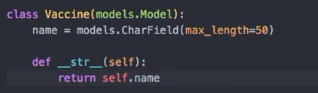 class Vaccine(models.Model):
    name = models.CharField(max_length=50)
    def __str__(self):
        return self.name